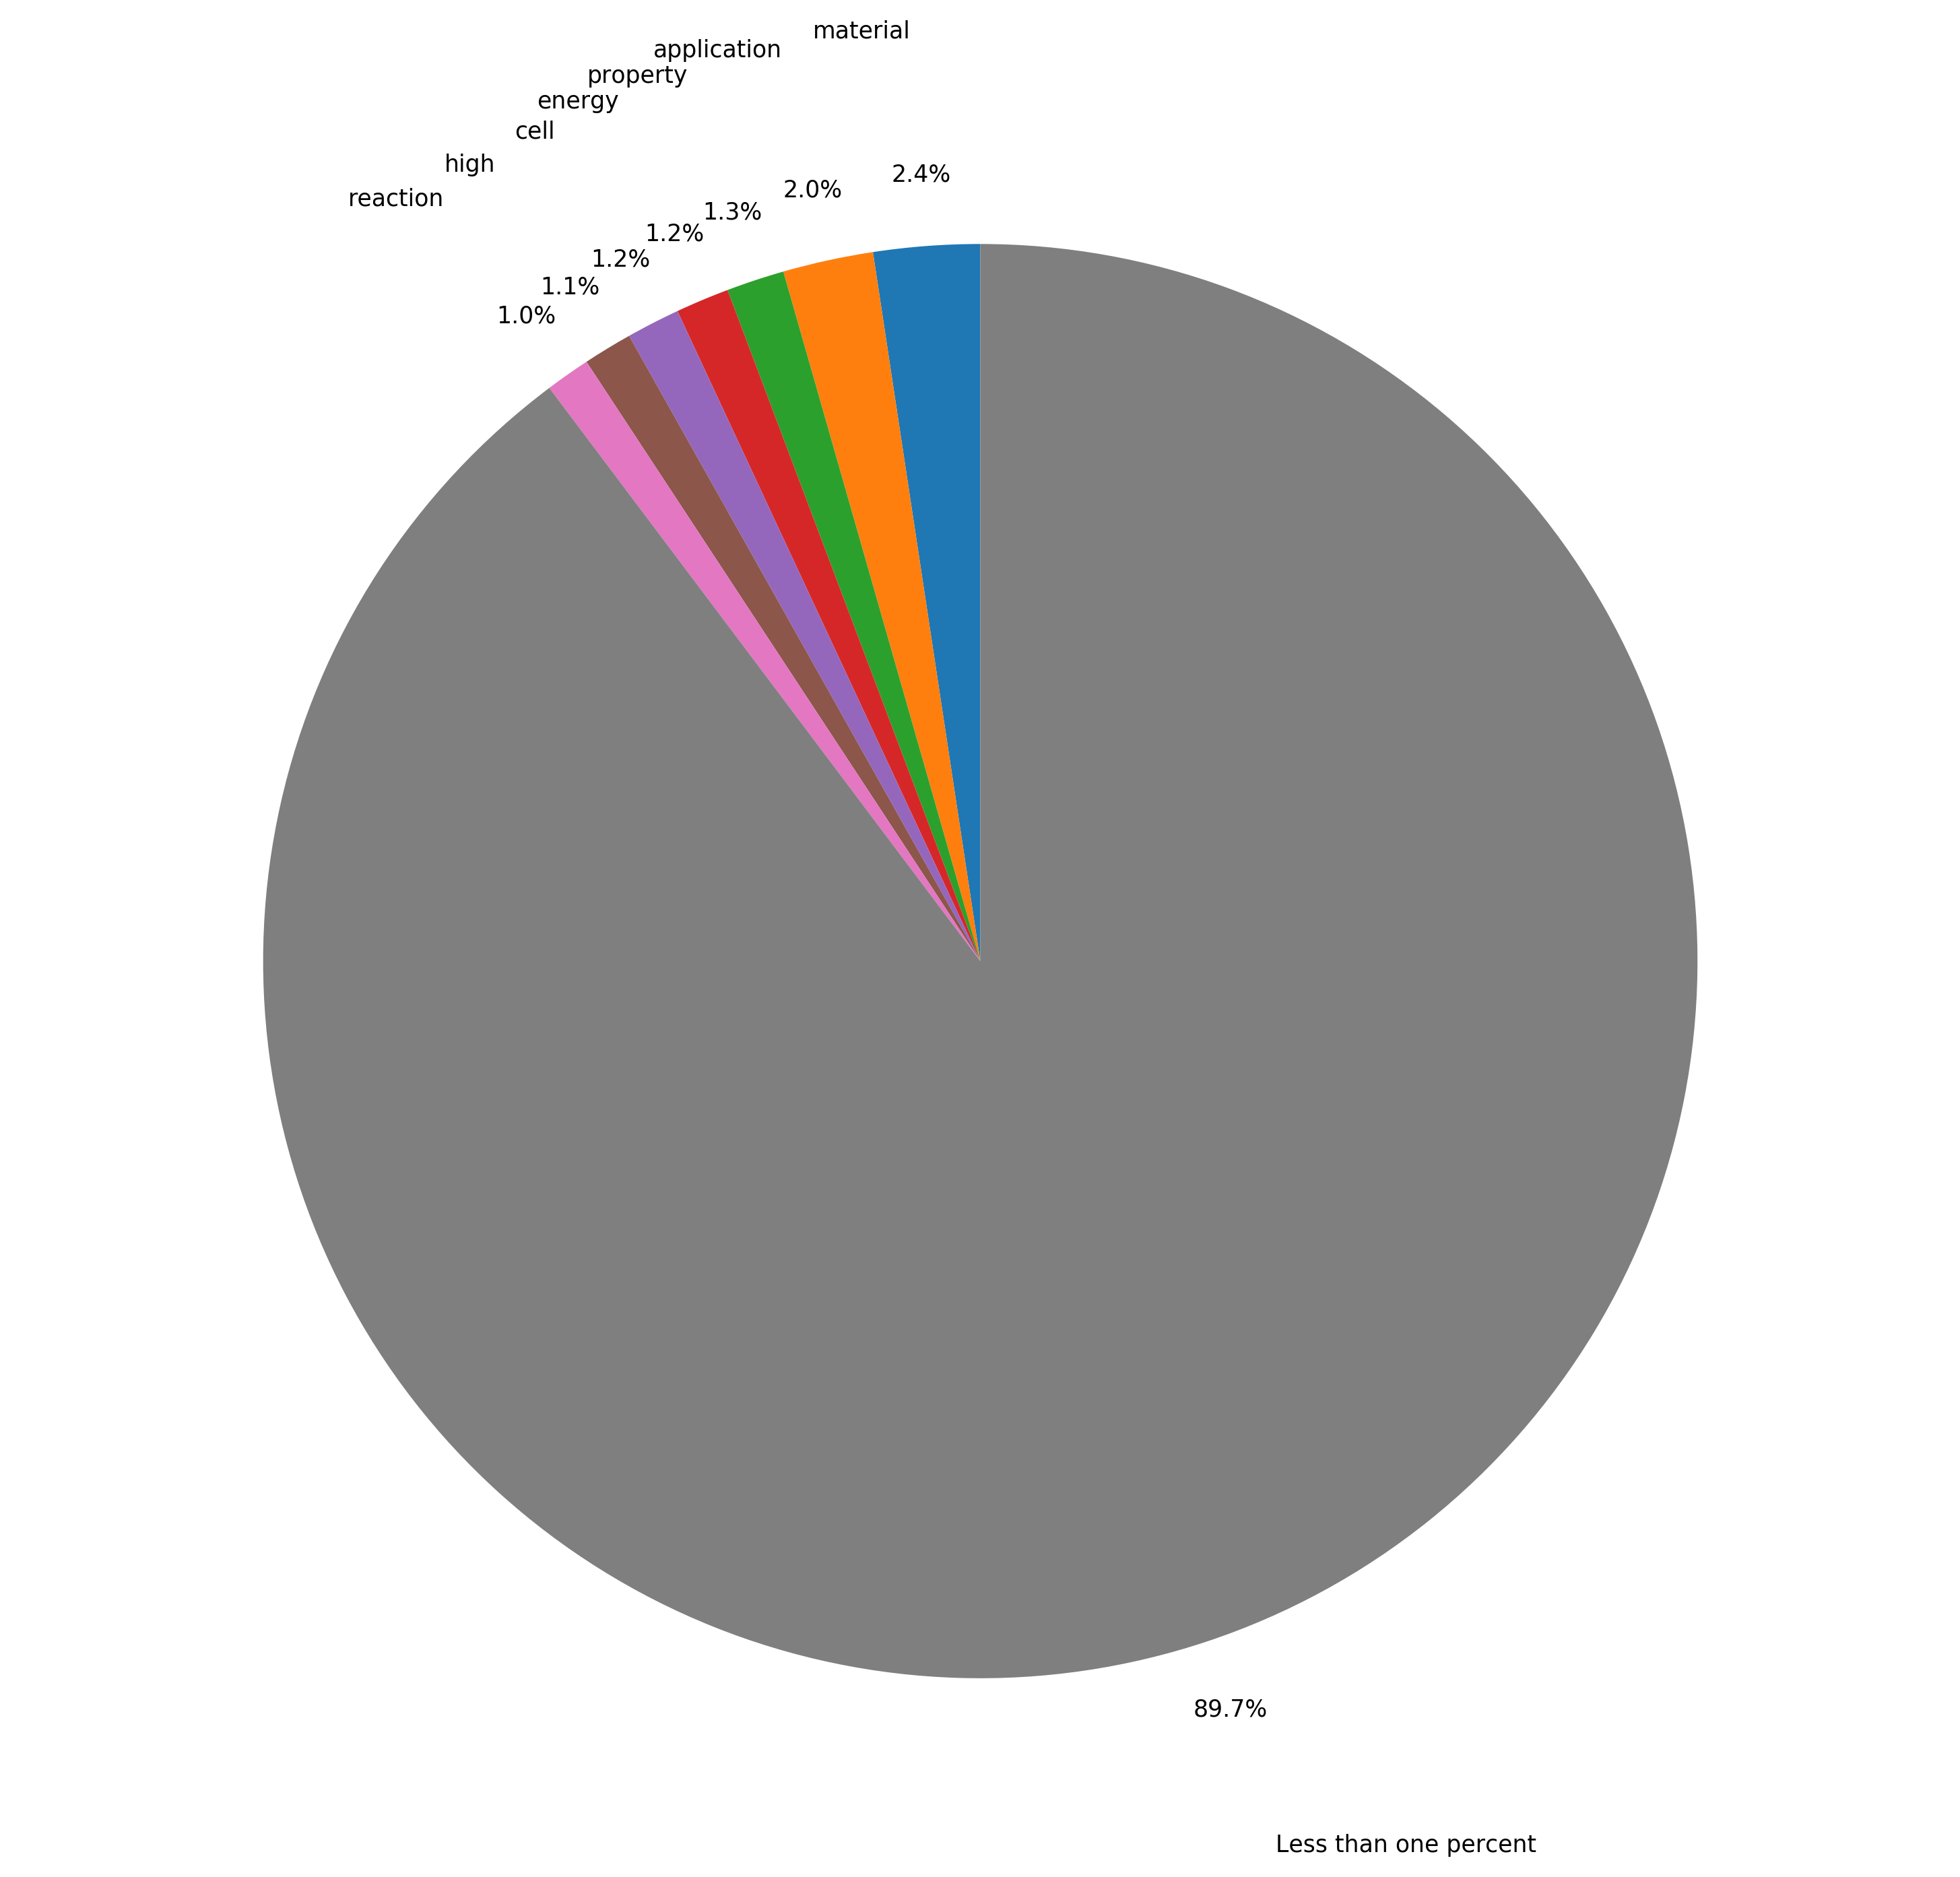 material
application
property
energy
cell
high
reaction
2.4%
2.0%
1.3%
1.2%
1.2%
1.1%
1.0%
89.7%
Less than one percent